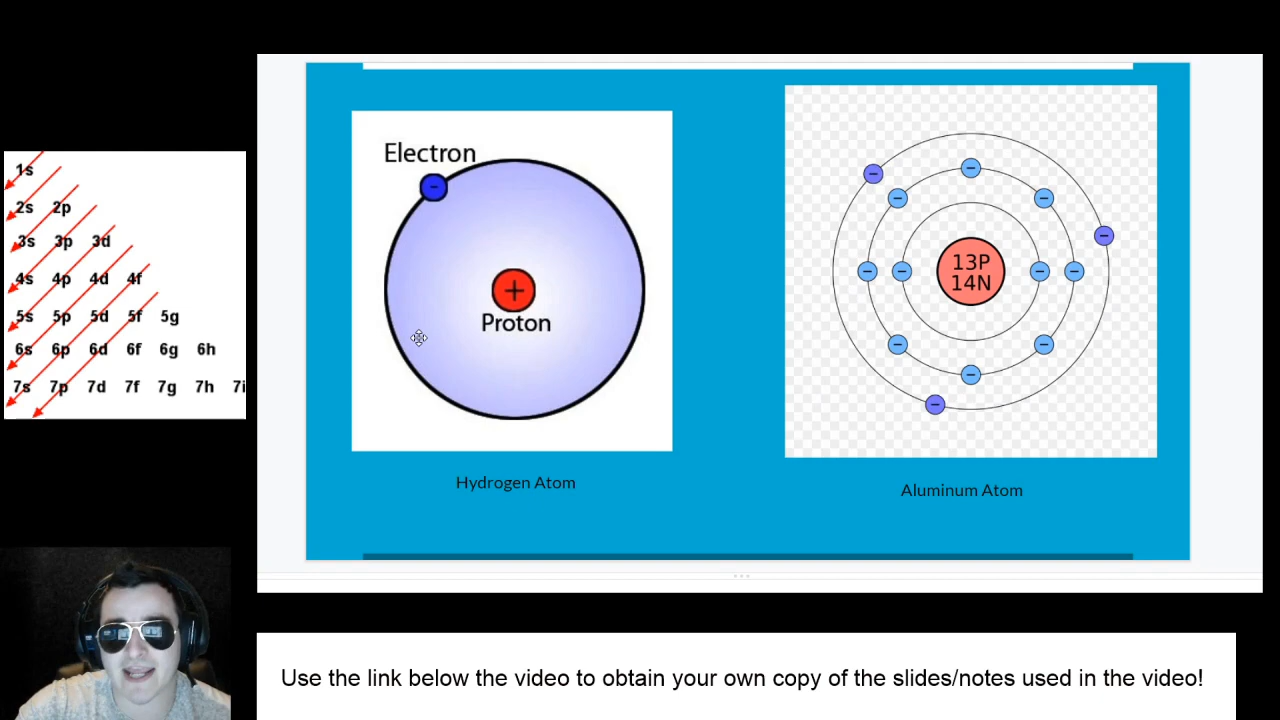 1s
2s 2p
3s 3p 3d
4s 4p 4d 4f
5s 5p 5d 5f 5g
6s 6p 6d 6f 6g 6h
7s 7p 7d 7f 7g 7h 7i
Electron
-
+
Proton
Hydrogen Atom
13P
14N
− − − − − − − − − − − − −
Aluminum Atom
Use the link below the video to obtain your own copy of the slides/notes used in the video!